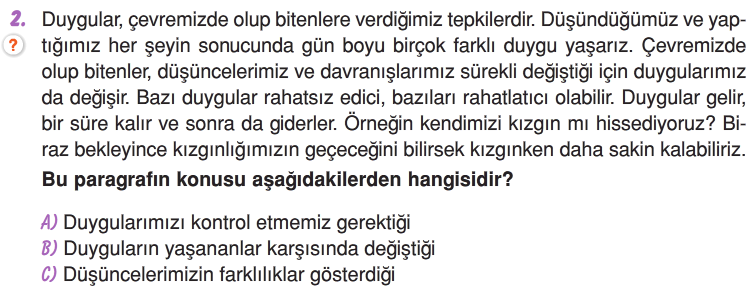 2. Duygular, çevremizde olup bitenlere verdiğimiz tepkilerdir. Düşündüğümüz ve yap-
? tığımız her şeyin sonucunda gün boyu birçok farklı duygu yaşarız. Çevremizde
olup bitenler, düşüncelerimiz ve davranışlarımız sürekli değiştiği için duygularımız
da değişir. Bazı duygular rahatsız edici, bazıları rahatlatıcı olabilir. Duygular gelir,
bir süre kalır ve sonra da giderler. Örneğin kendimizi kızgın mı hissediyoruz? Bi-
raz bekleyince kızgınlığımızın geçeceğini bilirsek kızgınken daha sakin kalabiliriz.
Bu paragrafın konusu aşağıdakilerden hangisidir?
A) Duygularımızı kontrol etmemiz gerektiği
B) Duyguların yaşananlar karşısında değiştiği
C) Düşüncelerimizin farklılıklar gösterdiği